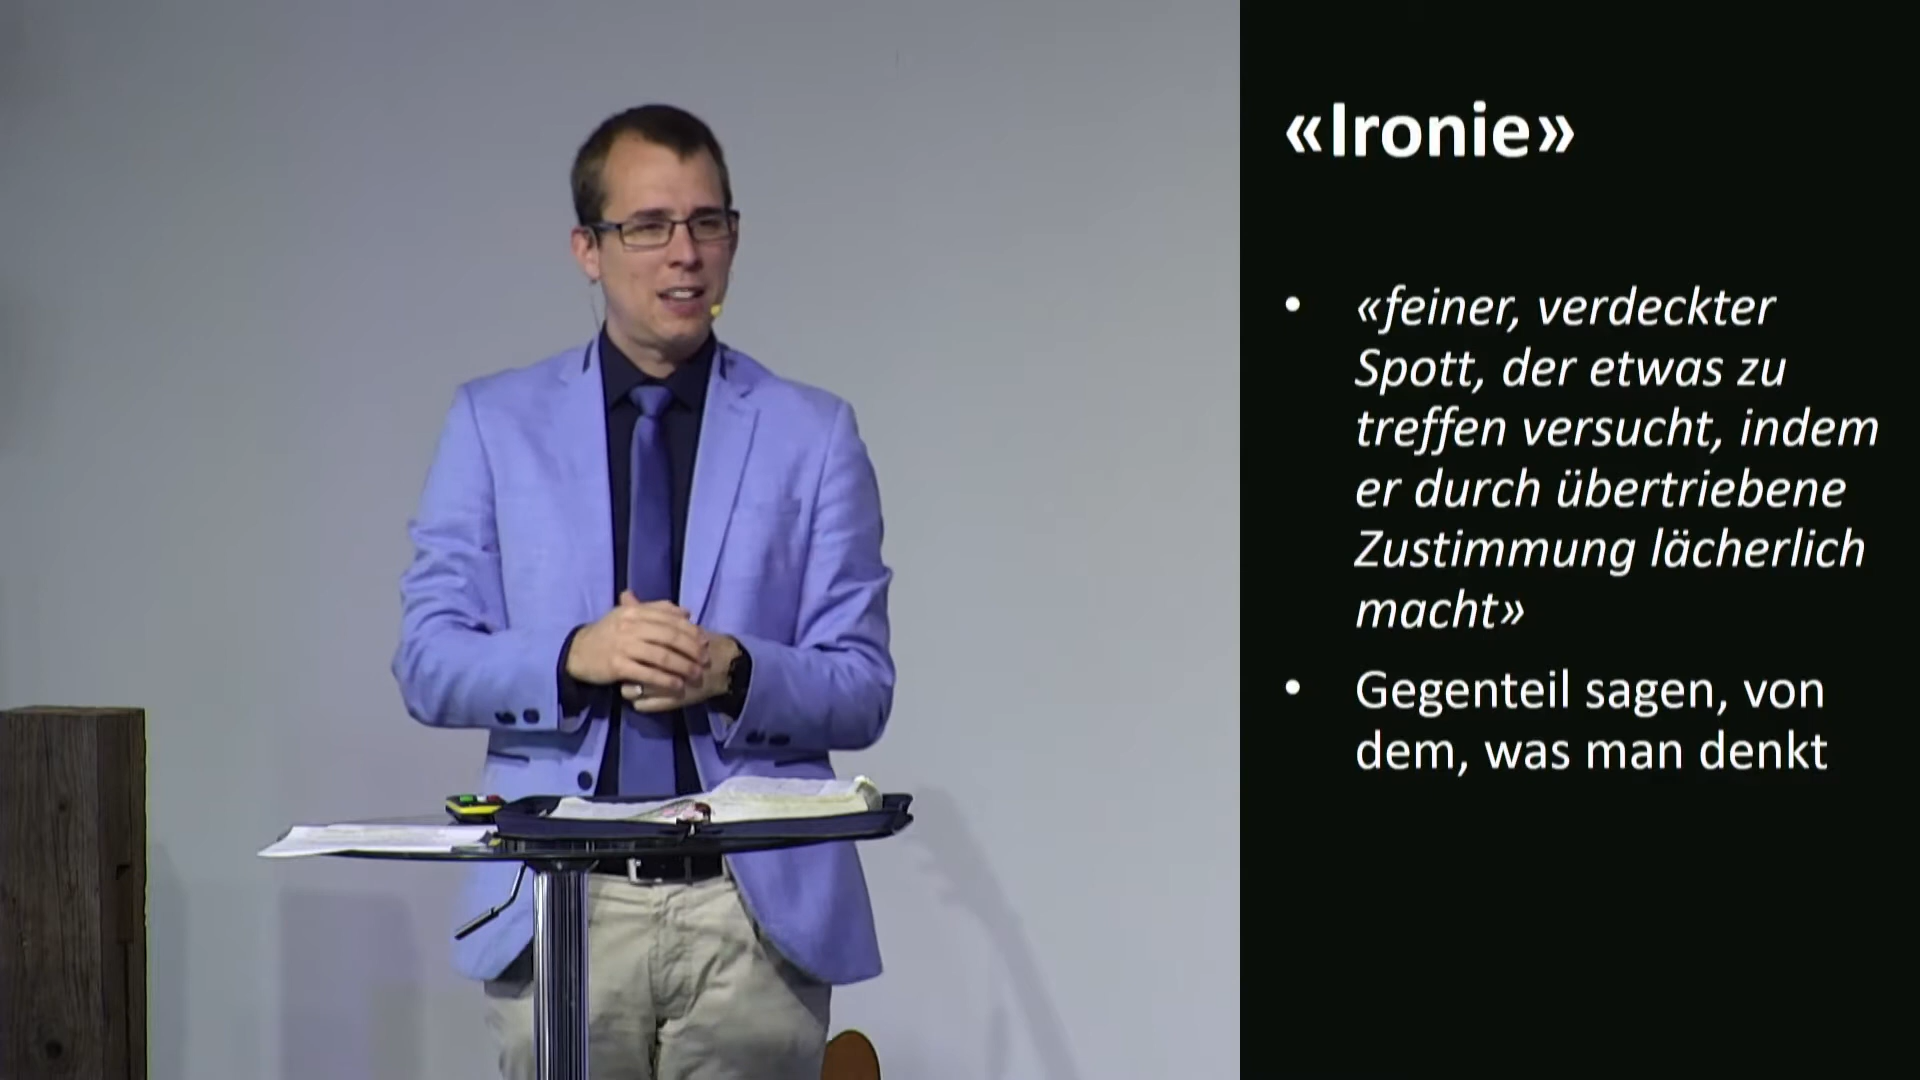 «Ironie»
• «feiner, verdeckter
Spott, der etwas zu
treffen versucht, indem
er durch übertriebene
Zustimmung lächerlich
macht»
• Gegenteil sagen, von
dem, was man denkt